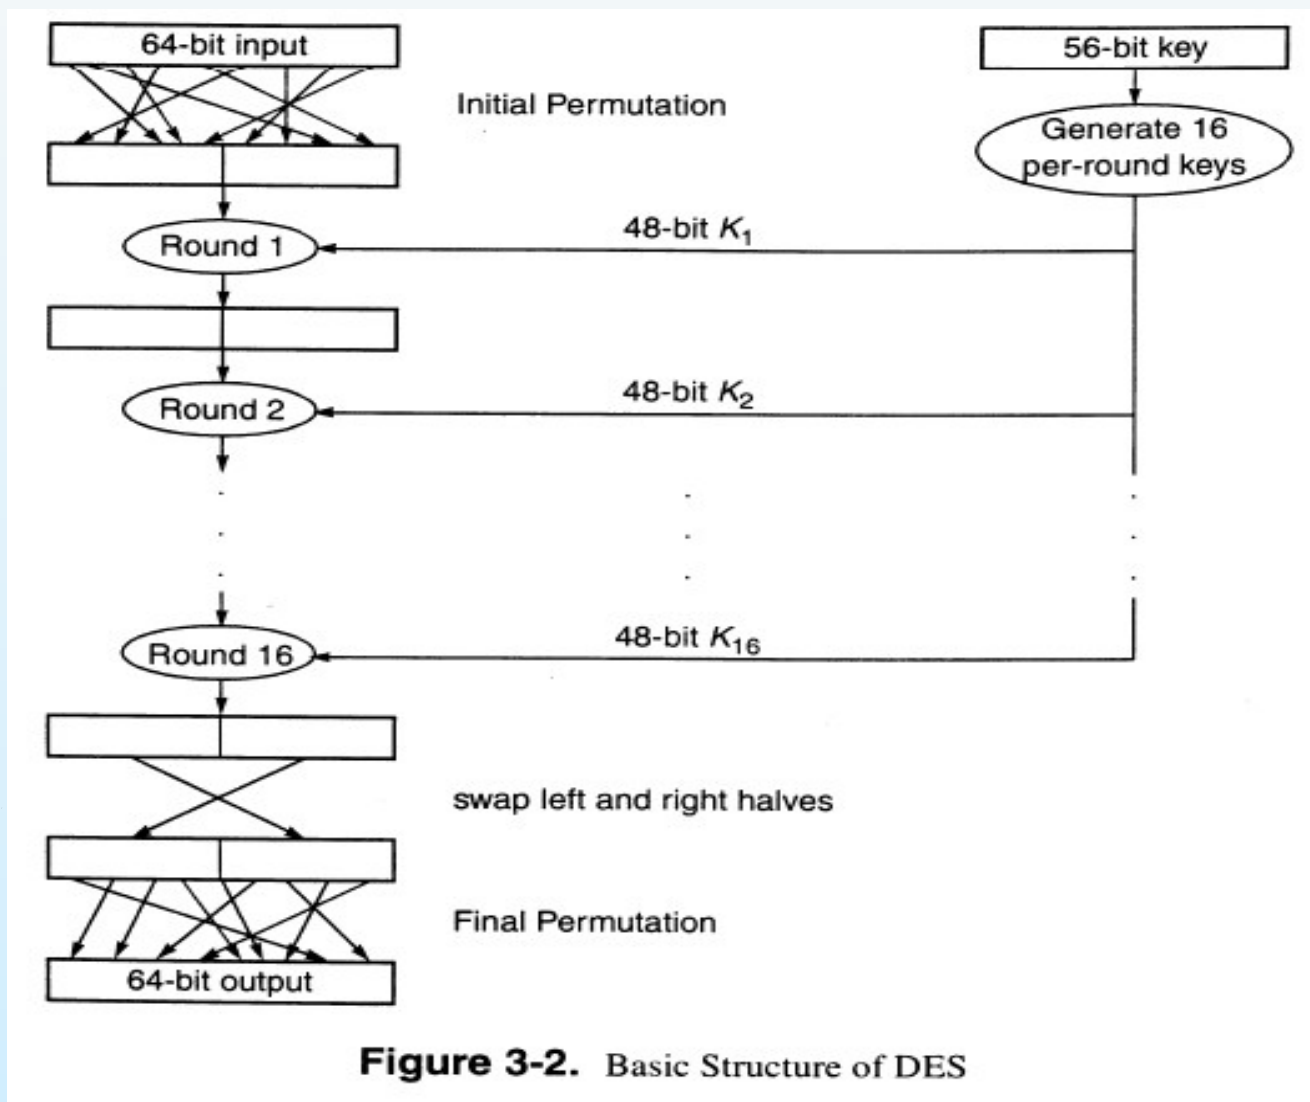 64-bit input
56-bit key
Initial Permutation
Generate 16
per-round keys
48-bit K1
Round 1
48-bit K2
Round 2
48-bit K16
Round 16
swap left and right halves
Final Permutation
64-bit output
Figure 3-2. Basic Structure of DES